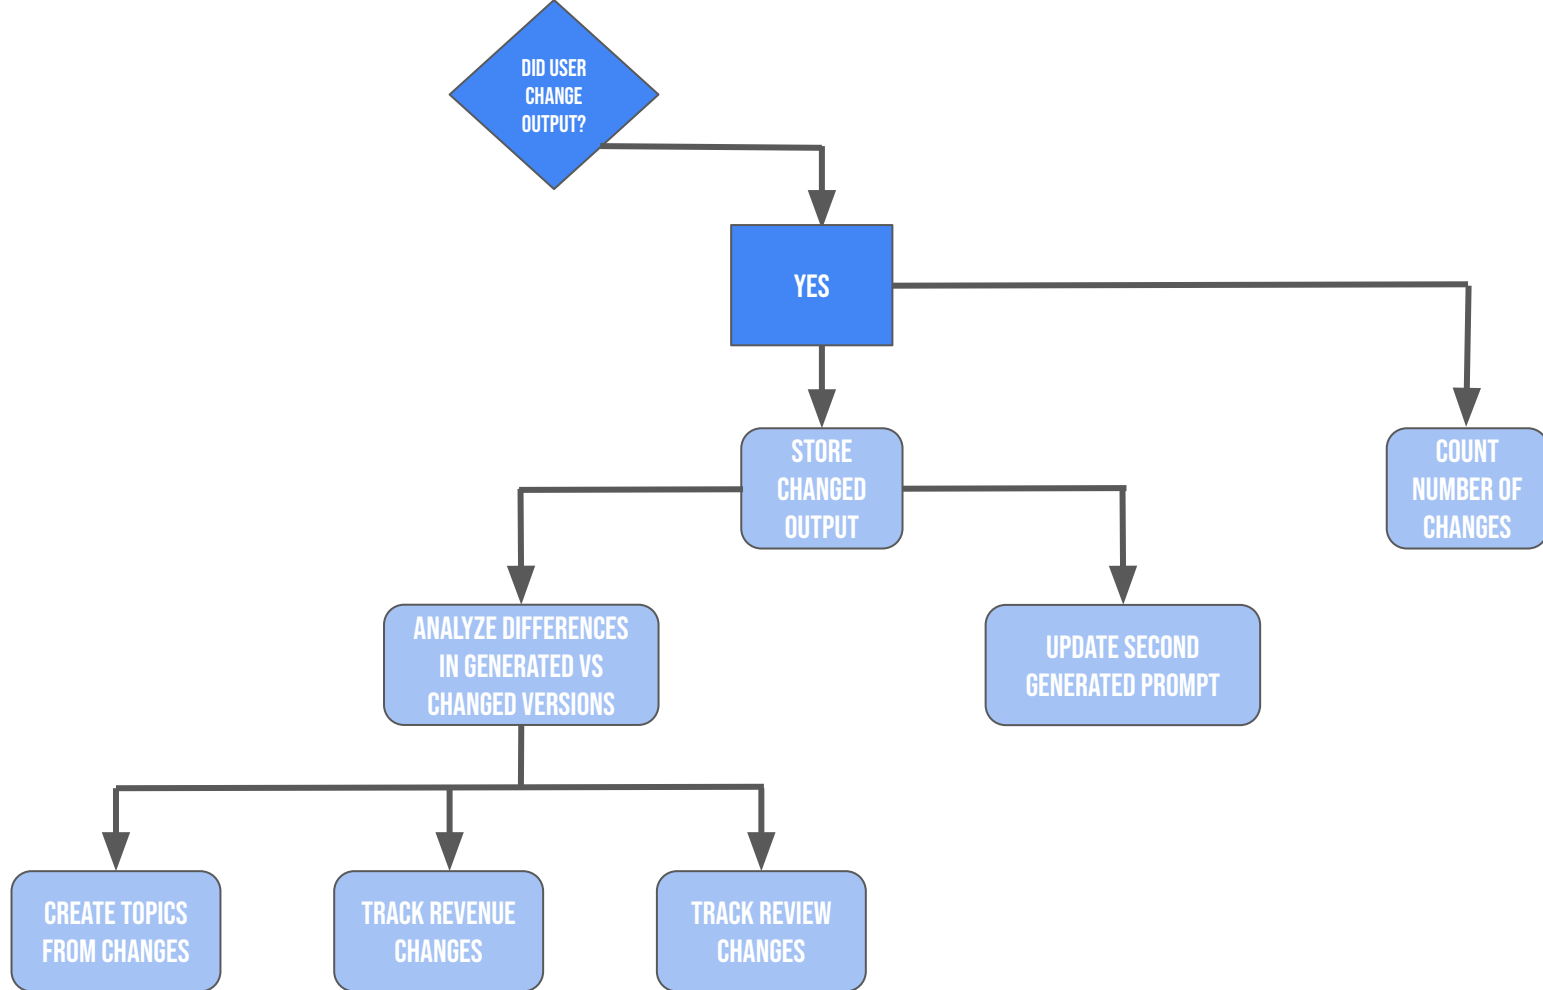 DID USER
CHANGE
OUTPUT?
YES
STORE
CHANGED
OUTPUT
COUNT
NUMBER OF
CHANGES
ANALYZE DIFFERENCES
IN GENERATED VS
CHANGED VERSIONS
UPDATE SECOND
GENERATED PROMPT
CREATE TOPICS
FROM CHANGES
TRACK REVENUE
CHANGES
TRACK REVIEW
CHANGES